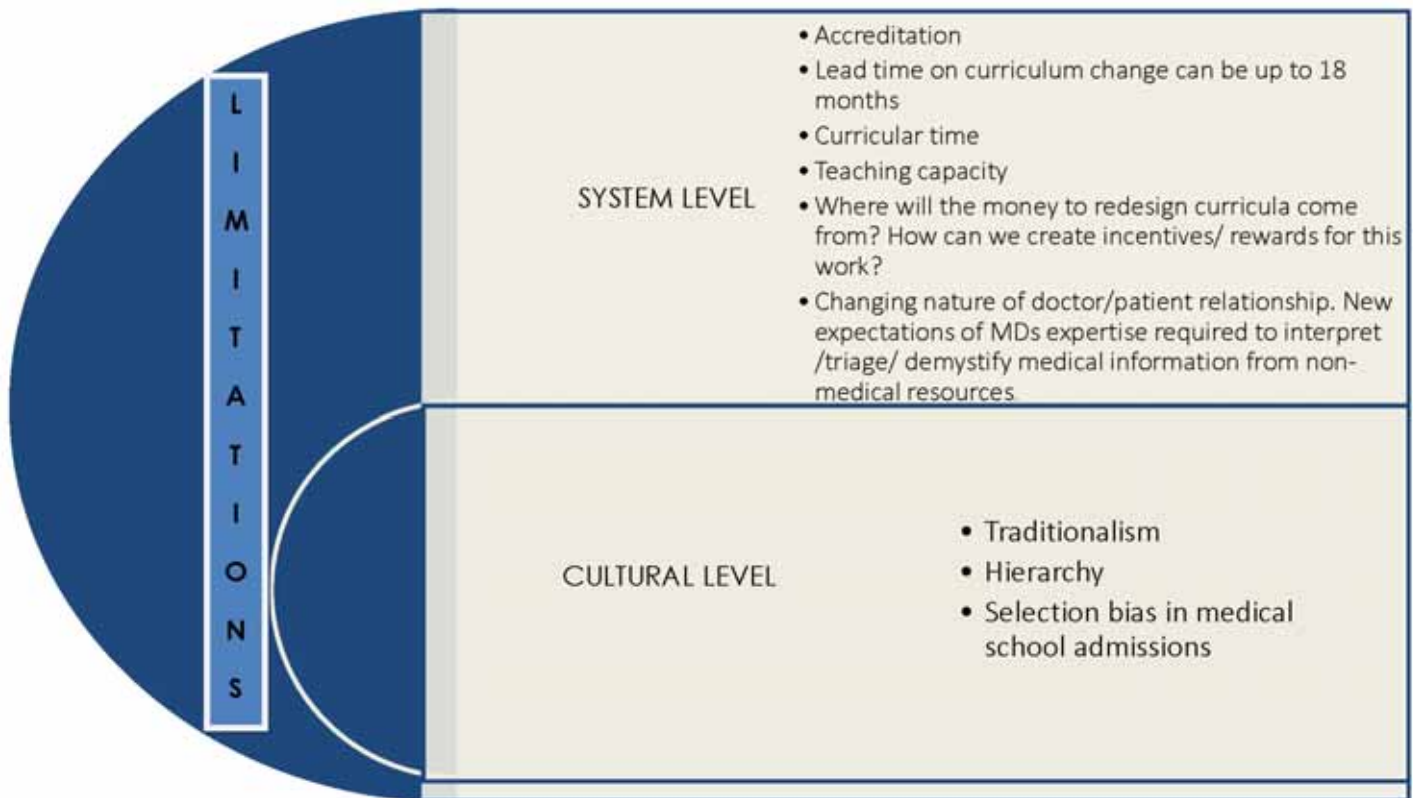 LIMITATIONS
SYSTEM LEVEL
• Accreditation
• Lead time on curriculum change can be up to 18
months
• Curricular time
• Teaching capacity
• Where will the money to redesign curricula come
from? How can we create incentives/ rewards for this
work?
• Changing nature of doctor/patient relationship. New
expectations of MDs expertise required to interpret
/triage/ demystify medical information from non-
medical resources
CULTURAL LEVEL
• Traditionalism
• Hierarchy
• Selection bias in medical
school admissions